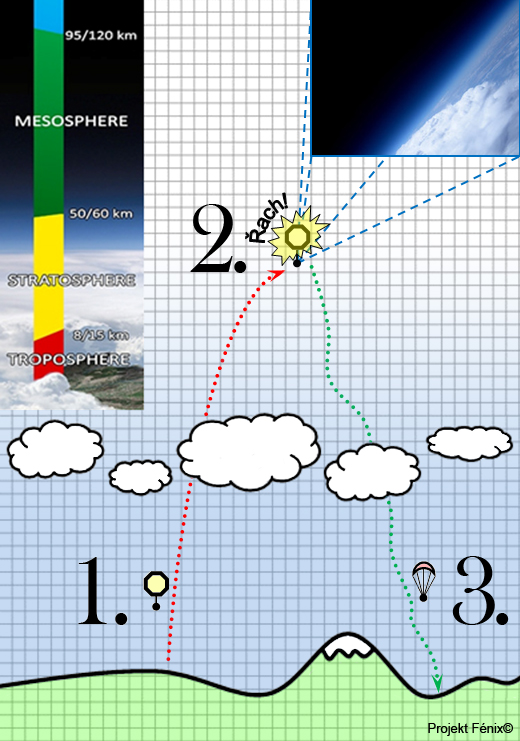 95/120 km
MESOSPHERE
50/60 km
STRATOSPHERE
8/15 km
TROPOSPHERE
2.
Řach!
1.
3.
Projekt Fénix©